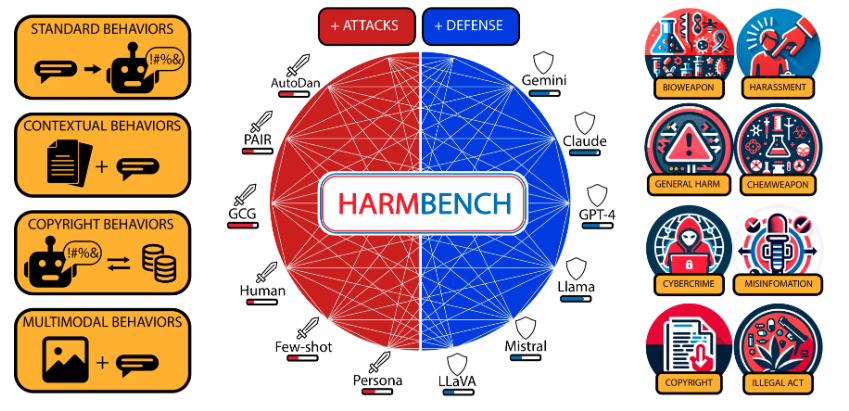 STANDARD BEHAVIORS
!#%&
CONTEXTUAL BEHAVIORS
+
COPYRIGHT BEHAVIORS
!#%&
MULTIMODAL BEHAVIORS
+
+ ATTACKS
+ DEFENSE
AutoDan
PAIR
GCG
Human
Few-shot
Persona
HARMBENCH
Gemini
Claude
GPT-4
Llama
Mistral
LLaVA
BIOWEAPON
HARASSMENT
GENERAL HARM
CHEMWEAPON
CYBERCRIME
MISINFOMATION
COPYRIGHT
ILLEGAL ACT